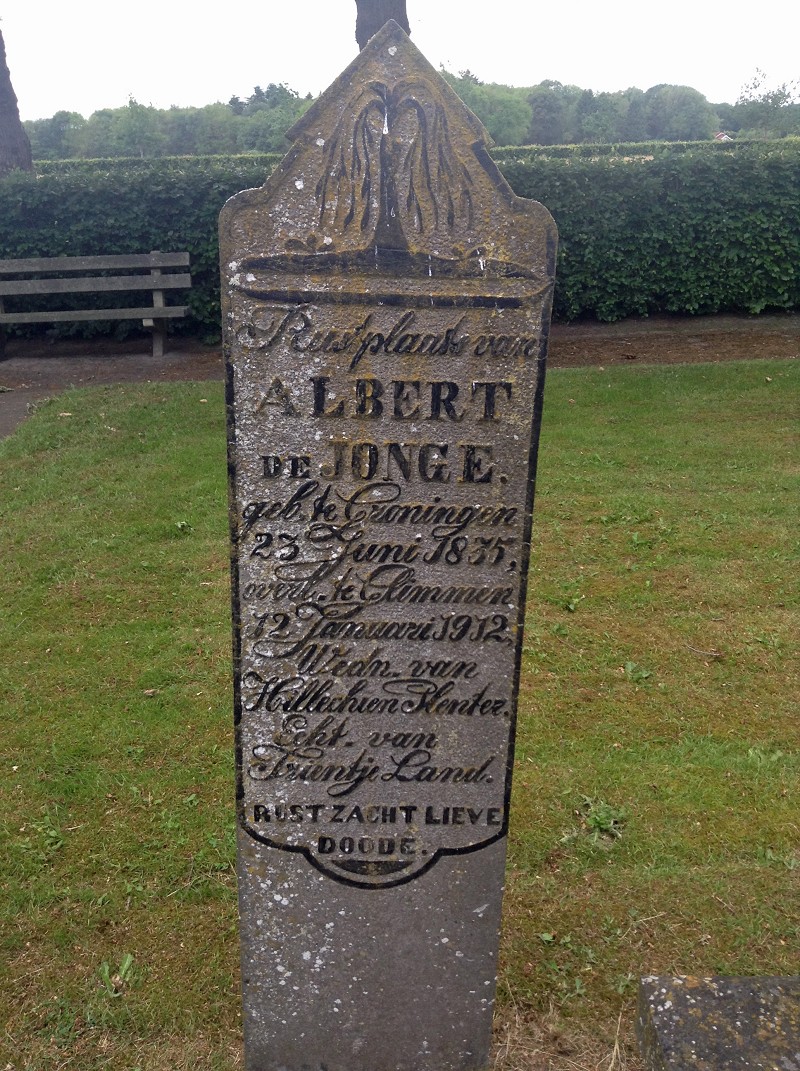 Rustplaats van
ALBERT
DE JONGE.
geb. te Groningen
23 Juni 1835,
overl. te Glimmen
12 Januari 1912,
Wedn. van
Hillechien Plenter.
Echt. van
Trientje Land.
RUST ZACHT LIEVE
DOODE.